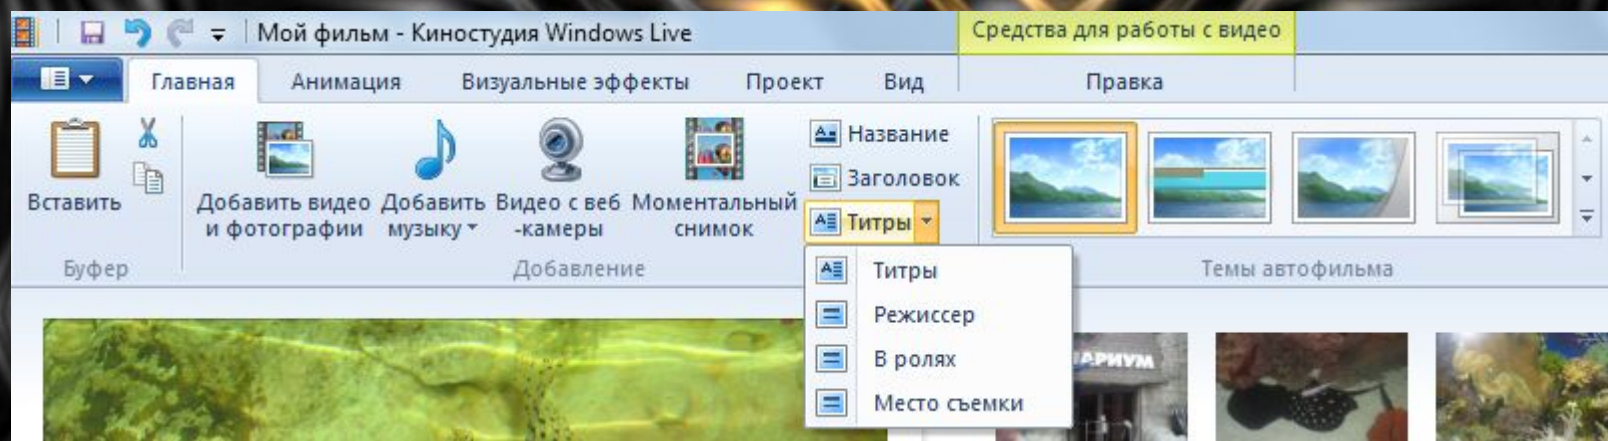 Мой фильм - Киностудия Windows Live
Средства для работы с видео
Главная
Анимация
Визуальные эффекты
Проект
Вид
Правка
Вставить
Добавить видео
и фотографии
Добавить
музыку
Видео с веб
-камеры
Моментальный
снимок
Название
Заголовок
Титры
Буфер
Добавление
Темы автофильма
Титры
Режиссер
В ролях
Место съемки
АРИУМ